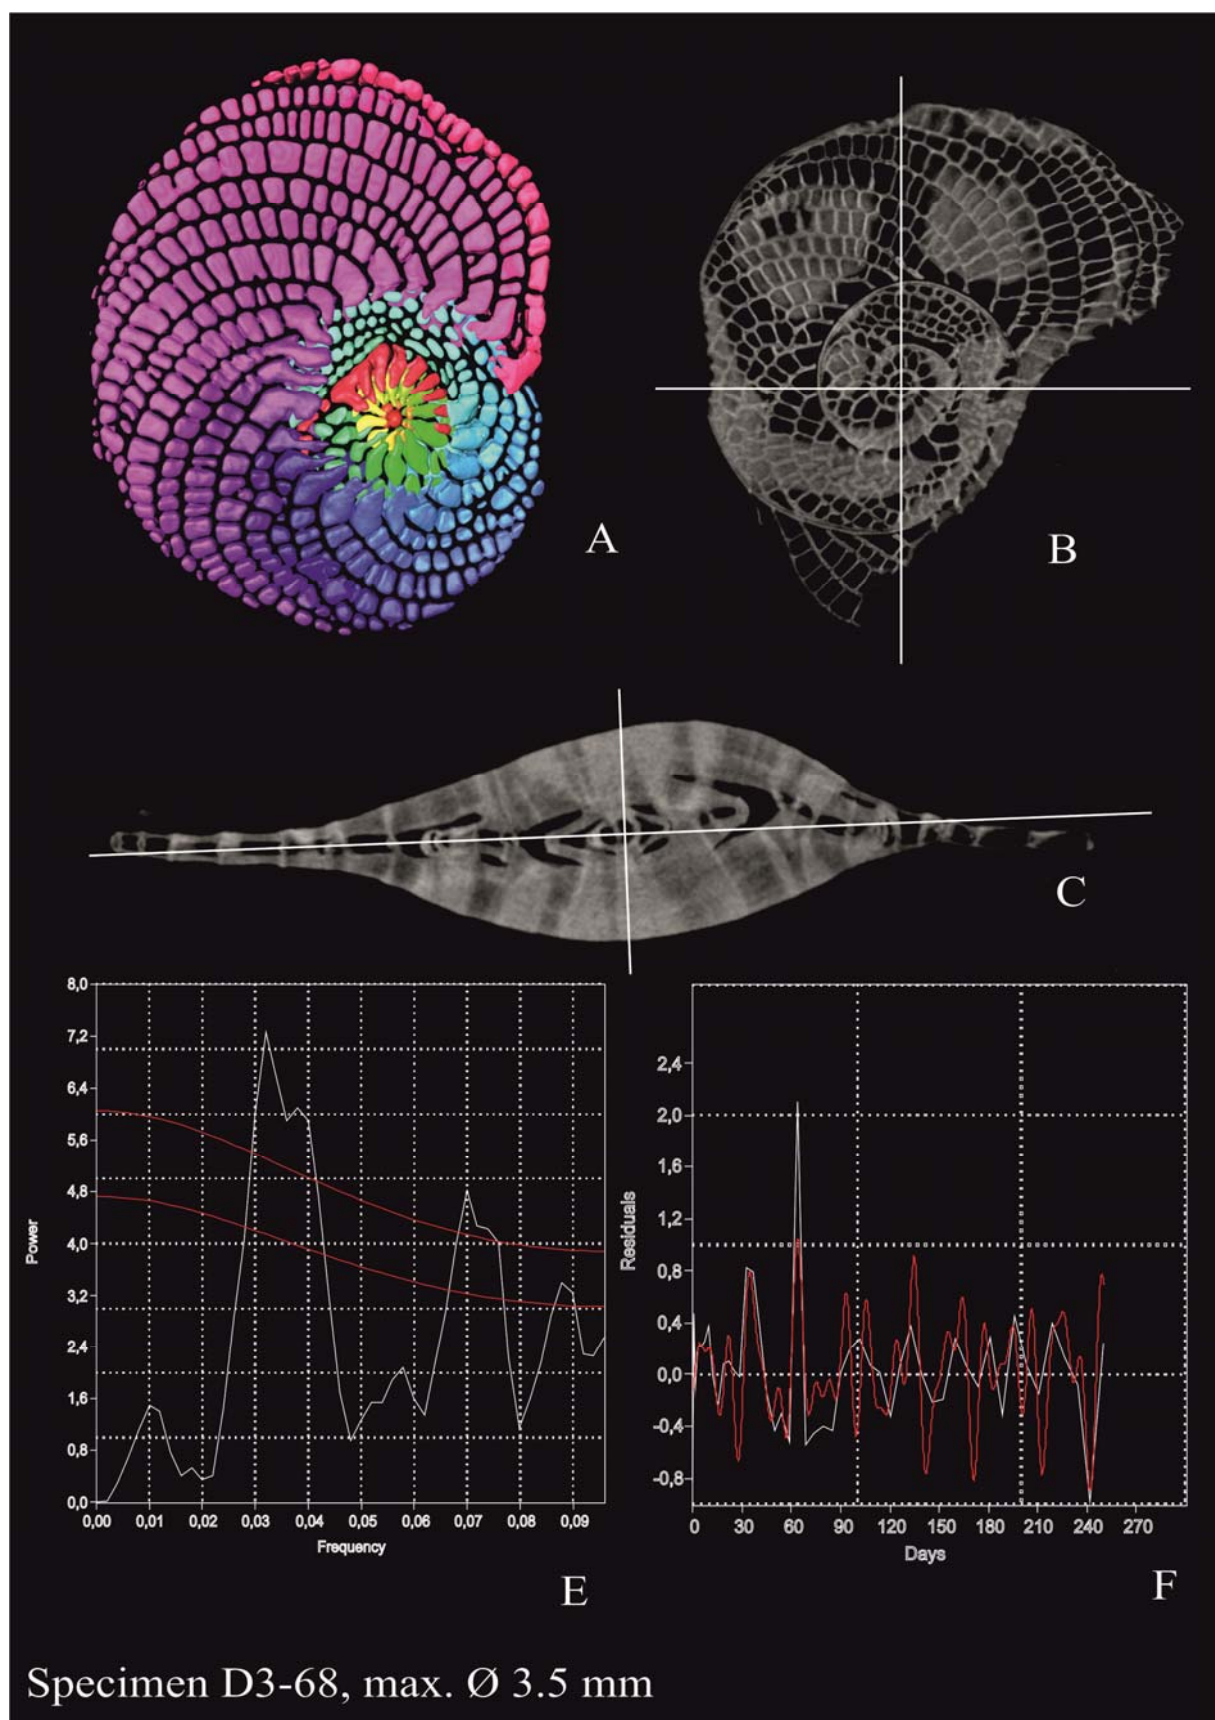 A
B
C
8,0
7,2
6,4
5,6
4,8
4,0
3,2
2,4
1,6
0,8
0,0
Power
0,00 0,01 0,02 0,03 0,04 0,05 0,06 0,07 0,08 0,09
Frequency
E
2,4
2,0
1,6
1,2
0,8
0,4
0,0
-0,4
-0,8
Residuals
0 30 60 90 120 150 180 210 240 270
Days
F
Specimen D3-68, max. Ø 3.5 mm